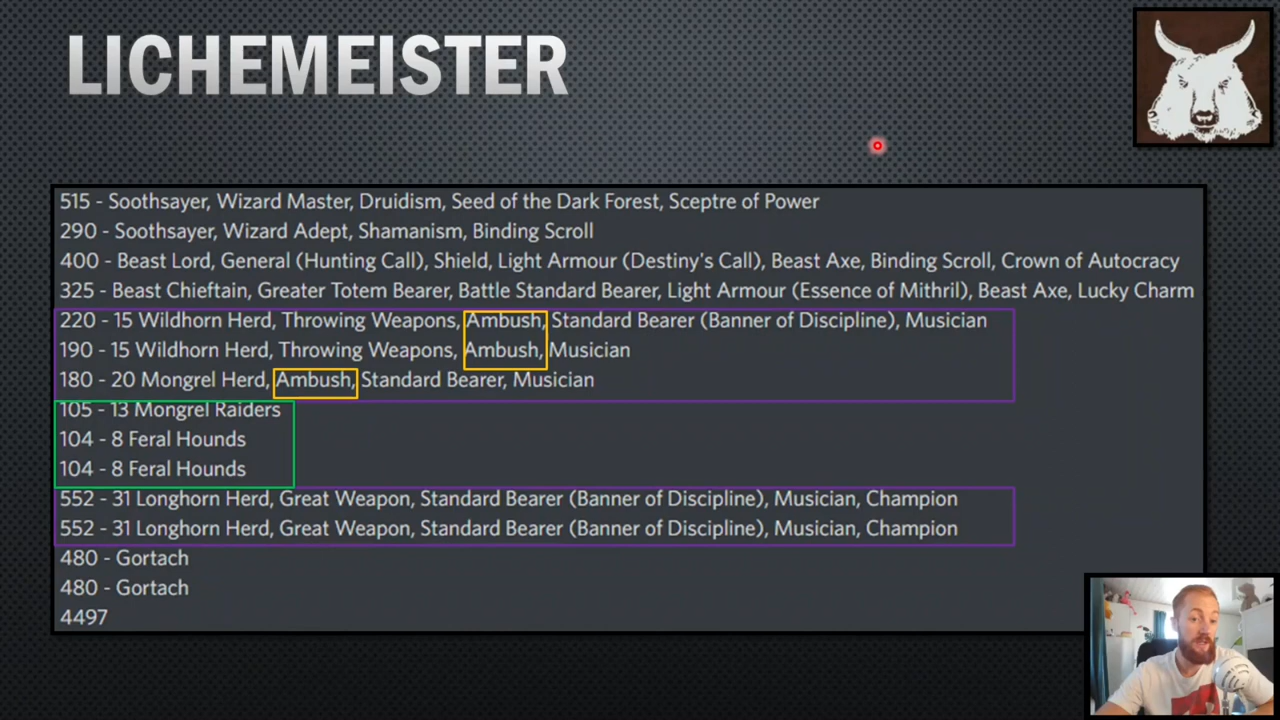 LICHEMEISTER
515 - Soothsayer, Wizard Master, Druidism, Seed of the Dark Forest, Sceptre of Power
290 - Soothsayer, Wizard Adept, Shamanism, Binding Scroll
400 - Beast Lord, General (Hunting Call), Shield, Light Armour (Destiny's Call), Beast Axe, Binding Scroll, Crown of Autocracy
325 - Beast Chieftain, Greater Totem Bearer, Battle Standard Bearer, Light Armour (Essence of Mithril), Beast Axe, Lucky Charm
220 - 15 Wildhorn Herd, Throwing Weapons, Ambush, Standard Bearer (Banner of Discipline), Musician
190 - 15 Wildhorn Herd, Throwing Weapons, Ambush, Musician
180 - 20 Mongrel Herd, Ambush, Standard Bearer, Musician
105 - 13 Mongrel Raiders
104 - 8 Feral Hounds
104 - 8 Feral Hounds
552 - 31 Longhorn Herd, Great Weapon, Standard Bearer (Banner of Discipline), Musician, Champion
552 - 31 Longhorn Herd, Great Weapon, Standard Bearer (Banner of Discipline), Musician, Champion
480 - Gortach
480 - Gortach
4497